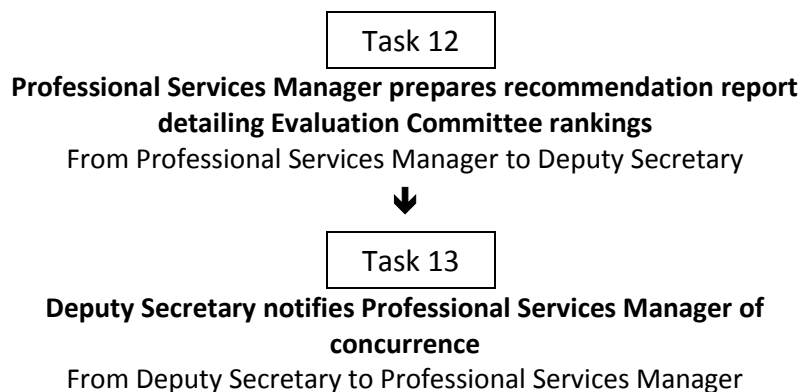 Task 12
Professional Services Manager prepares recommendation report
detailing Evaluation Committee rankings
From Professional Services Manager to Deputy Secretary
Task 13
Deputy Secretary notifies Professional Services Manager of
concurrence
From Deputy Secretary to Professional Services Manager